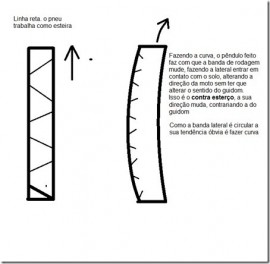 Linha reta. o pneu
trabalha como esteira
Fazendo a curva, o pêndulo feito
faz com que a banda de rodagem
mude, fazendo a lateral entrar em
contato com o solo, alterando a
direção da moto sem ter que
alterar o sentido do guidom.
Isso é o contra esterço, a sua
direção muda, contrariando a do
guidom
Como a banda lateral é circular a
sua tendência óbvia é fazer curva